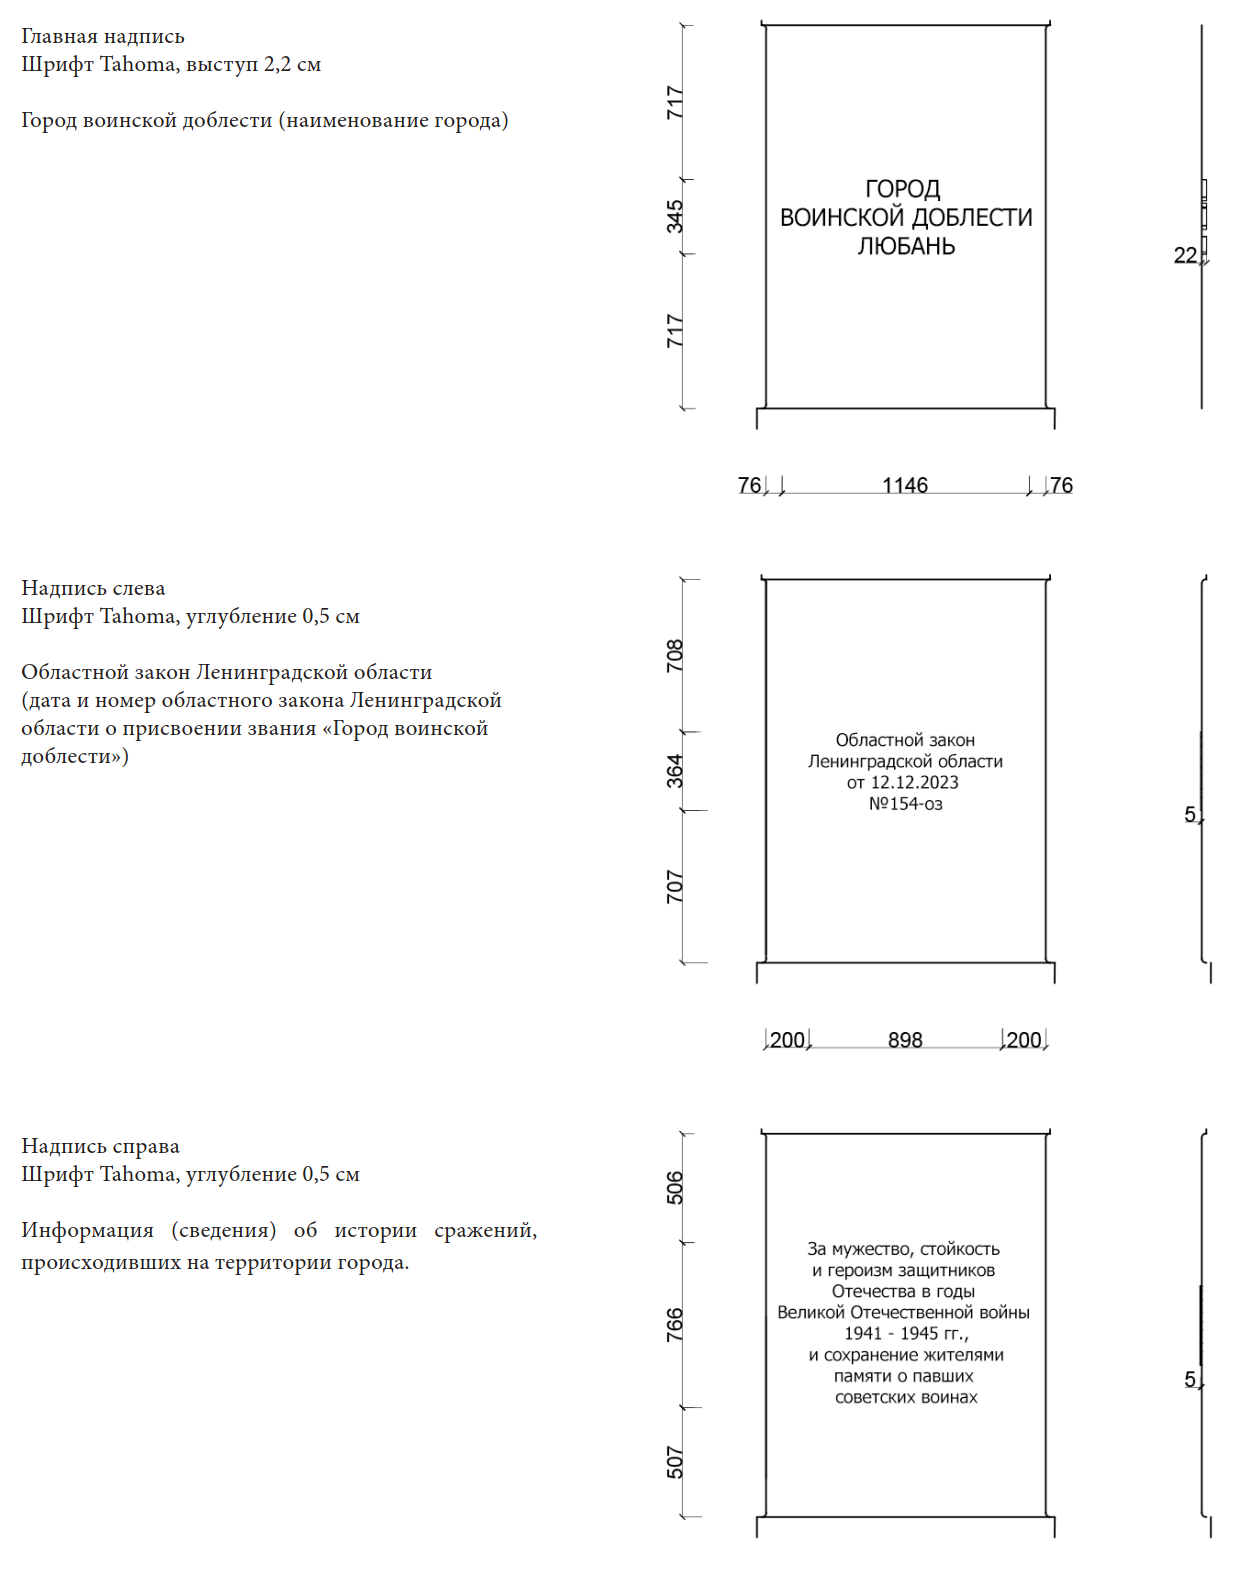 Главная надпись
Шрифт Tahoma, выступ 2,2 см
Город воинской доблести (наименование города)
717
345
717
ГОРОД
ВОИНСКОЙ ДОБЛЕСТИ
ЛЮБАНЬ
22
76 1146 76
Надпись слева
Шрифт Tahoma, углубление 0,5 см
Областной закон Ленинградской области
(дата и номер областного закона Ленинградской
области о присвоении звания «Город воинской
доблести»)
708
364
707
Областной закон
Ленинградской области
от 12.12.2023
№154-оз
5
200 898 200
Надпись справа
Шрифт Tahoma, углубление 0,5 см
Информация (сведения) об истории сражений,
происходивших на территории города.
506
766
507
За мужество, стойкость
и героизм защитников
Отечества в годы
Великой Отечественной войны
1941 - 1945 гг.,
и сохранение жителями
памяти о павших
советских воинах
5